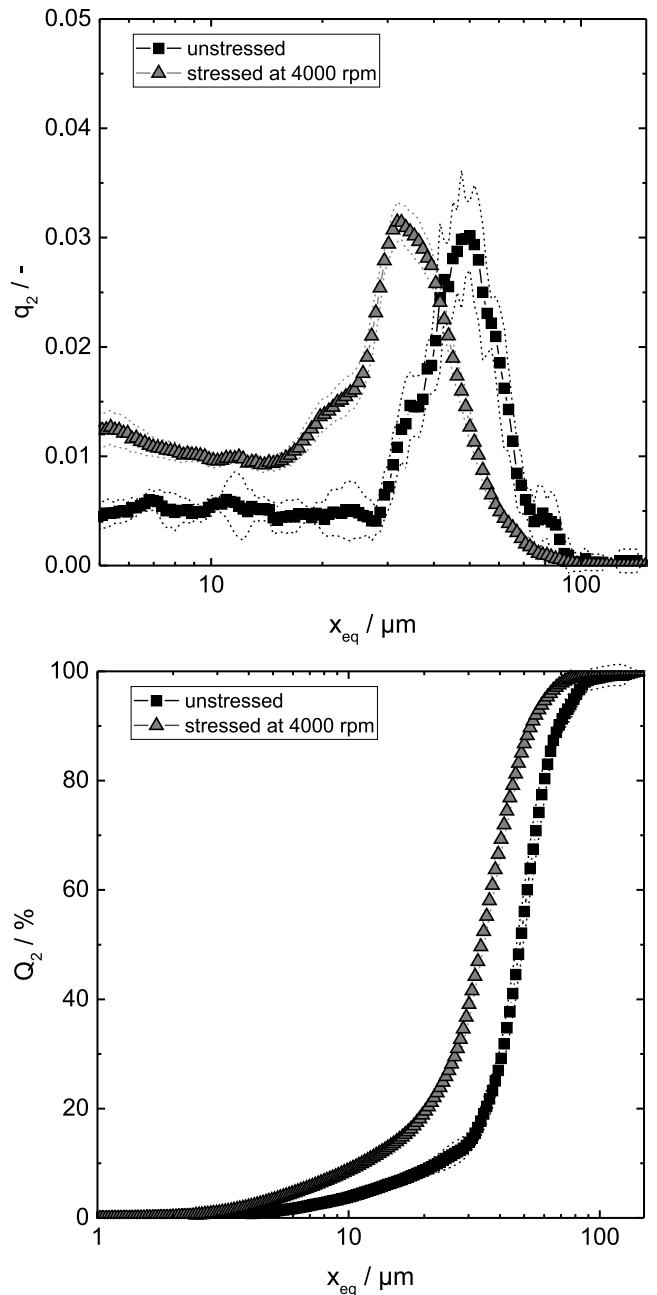 0.05
unstressed
stressed at 4000 rpm
0.04
0.03
q2 / -
0.02
0.01
0.00
10
100
xeq / µm
100
unstressed
stressed at 4000 rpm
80
60
Q2 / %
40
20
0
1
10
100
xeq / µm